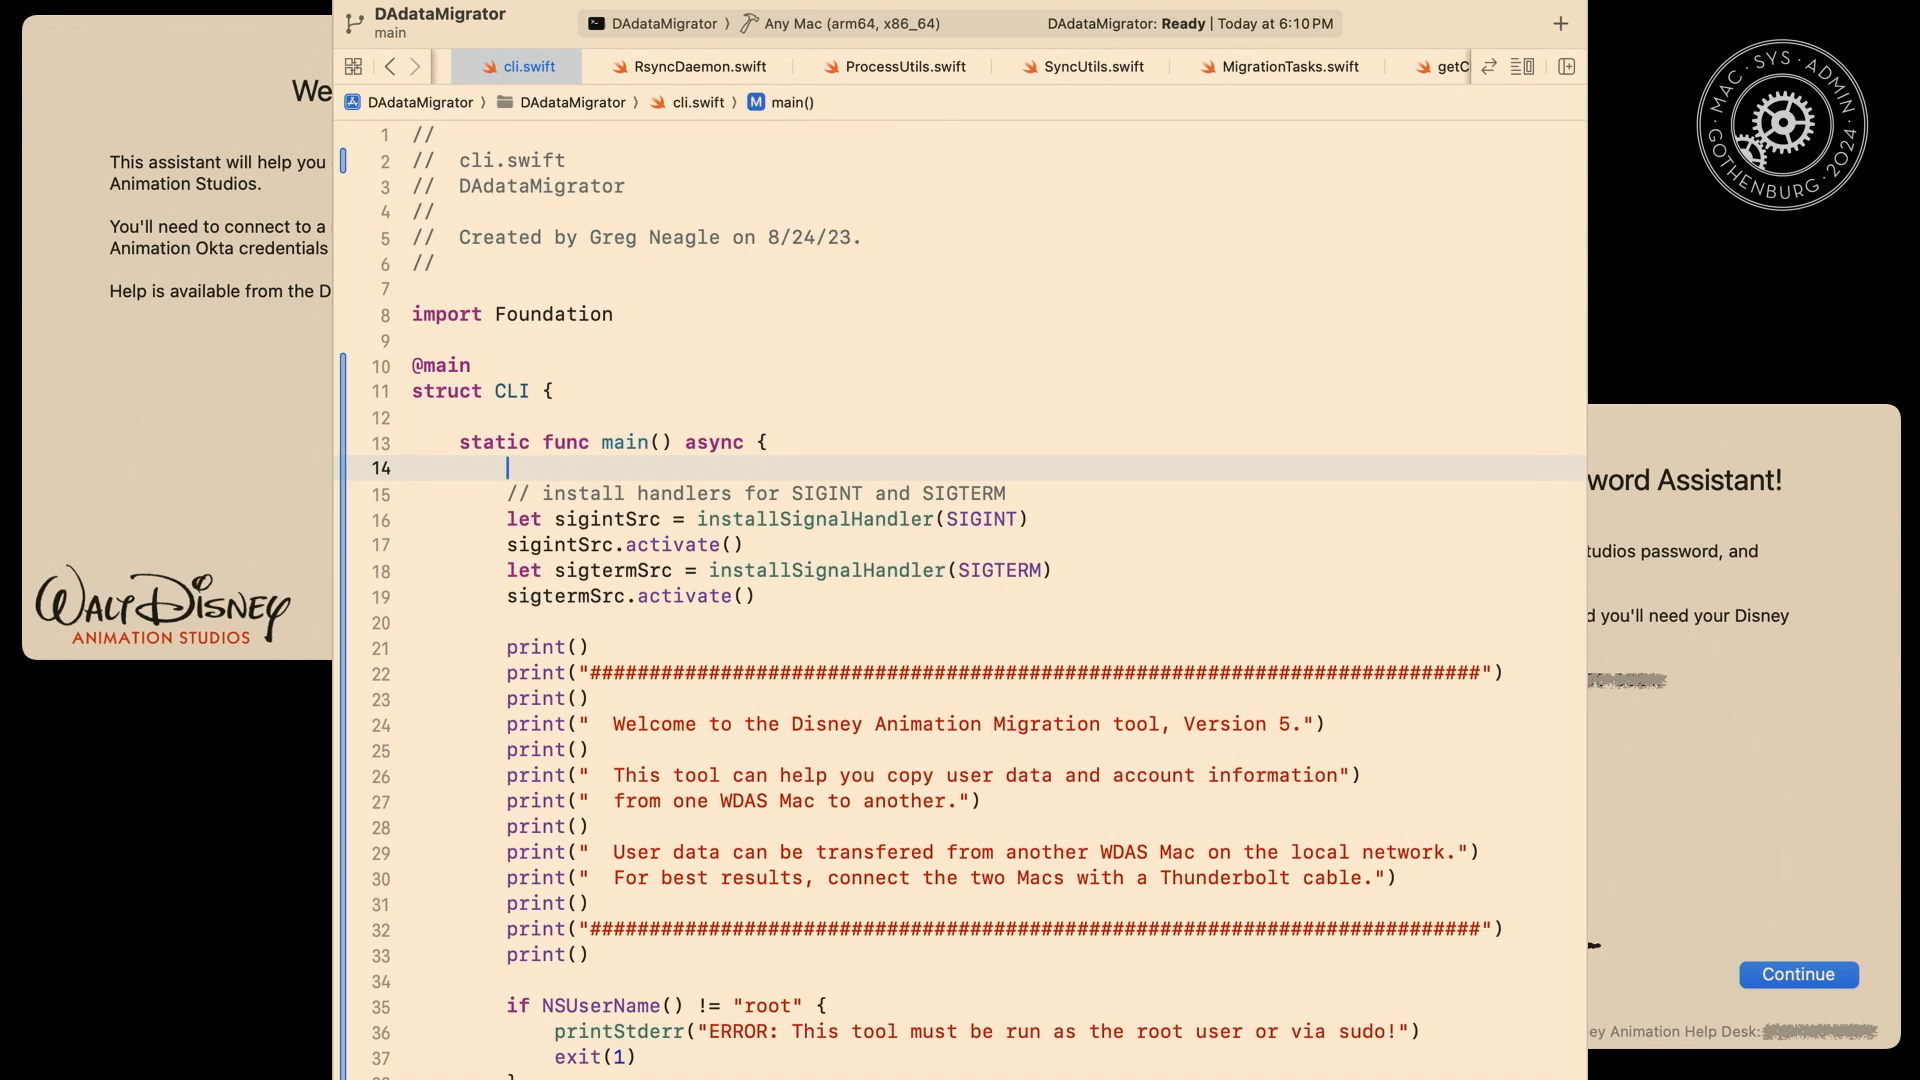 DAdataMigrator
main
DAdataMigrator 〉 Any Mac (arm64, x86_64)
DAdataMigrator: Ready | Today at 6:10 PM
cli.swift
RsyncDaemon.swift
ProcessUtils.swift
SyncUtils.swift
MigrationTasks.swift
getC
DAdataMigrator 〉 DAdataMigrator 〉 cli.swift 〉 M main()
1 //
2 //  cli.swift
3 //  DAdataMigrator
4 //
5 //  Created by Greg Neagle on 8/24/23.
6 //
7
8 import Foundation
9
10 @main
11 struct CLI {
12
13     static func main() async {
14
15         // install handlers for SIGINT and SIGTERM
16         let sigintSrc = installSignalHandler(SIGINT)
17         sigintSrc.activate()
18         let sigtermSrc = installSignalHandler(SIGTERM)
19         sigtermSrc.activate()
20
21         print()
22         print("###########################################################################")
23         print()
24         print("  Welcome to the Disney Animation Migration tool, Version 5.")
25         print()
26         print("  This tool can help you copy user data and account information")
27         print("  from one WDAS Mac to another.")
28         print()
29         print("  User data can be transfered from another WDAS Mac on the local network.")
30         print("  For best results, connect the two Macs with a Thunderbolt cable.")
31         print()
32         print("###########################################################################")
33         print()
34
35         if NSUserName() != "root" {
36             printStderr("ERROR: This tool must be run as the root user or via sudo!")
37             exit(1)
We
This assistant will help you
Animation Studios.
You'll need to connect to a
Animation Okta credentials
Help is available from the D
WALT DISNEY
ANIMATION STUDIOS
MAC·SYS·ADMIN
·GOTHENBURG·2024
word Assistant!
tudios password, and
d you'll need your Disney
Continue
ey Animation Help Desk: